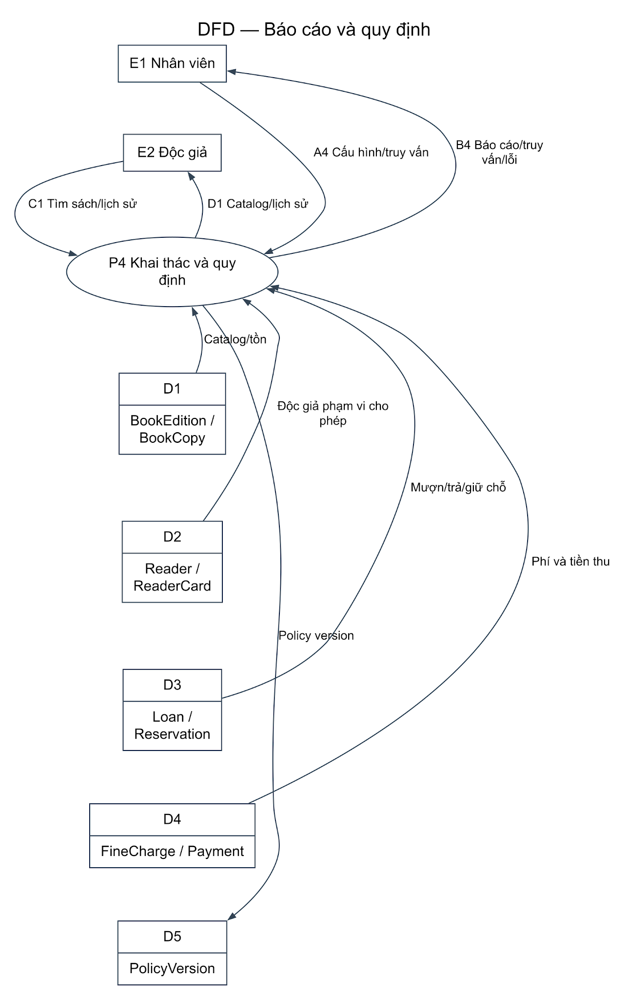 DFD — Báo cáo và quy định
E1 Nhân viên
E2 Độc giả
A4 Cấu hình/truy vấn
B4 Báo cáo/truy
vấn/lỗi
C1 Tìm sách/lịch sử
D1 Catalog/lịch sử
P4 Khai thác và quy
định
Catalog/tồn
D1
BookEdition /
BookCopy
Độc giả phạm vi cho
phép
Mượn/trả/giữ chỗ
D2
Reader /
ReaderCard
Phí và tiền thu
Policy version
D3
Loan /
Reservation
D4
FineCharge / Payment
D5
PolicyVersion